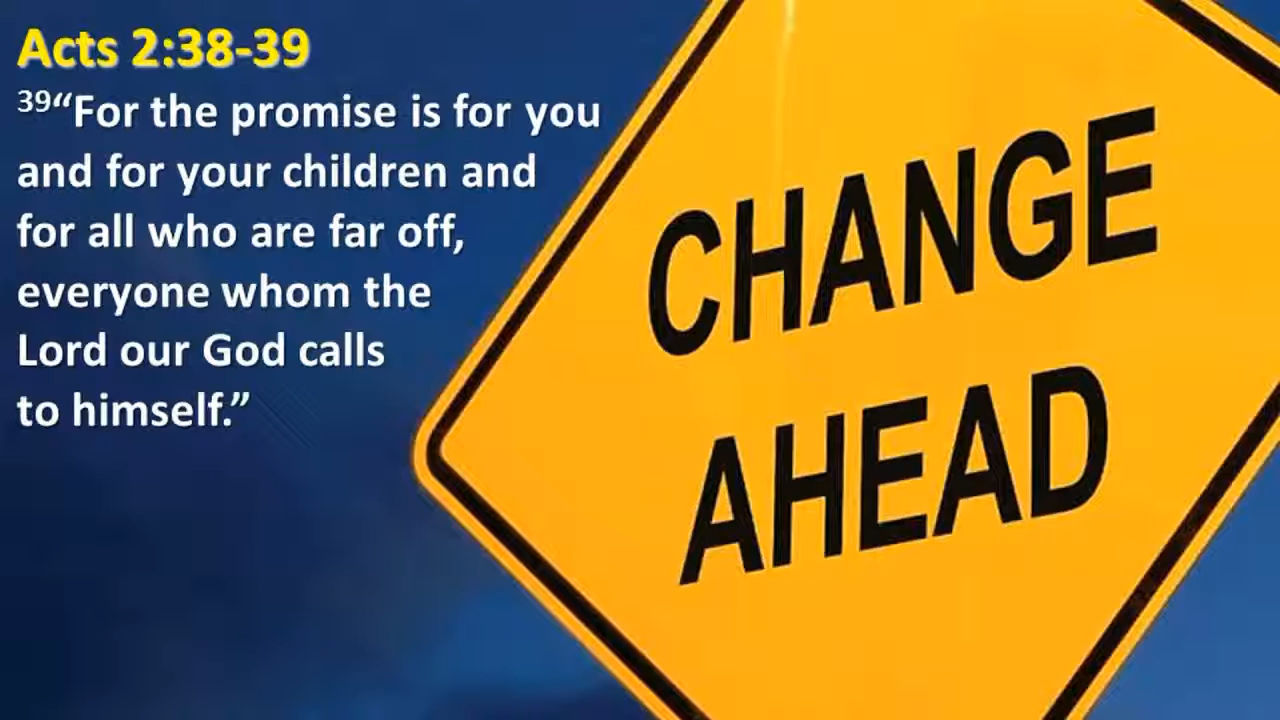 Acts 2:38-39
39“For the promise is for you
and for your children and
for all who are far off,
everyone whom the
Lord our God calls
to himself.”
CHANGE
AHEAD